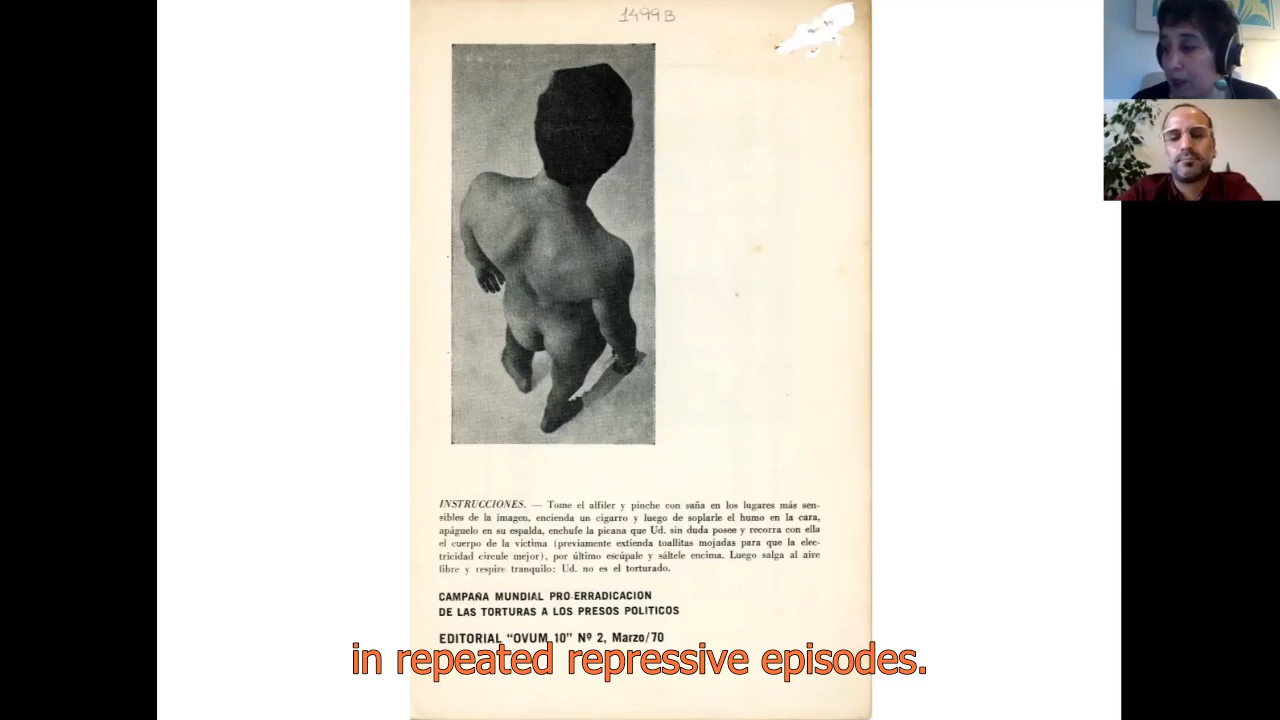 1499B
INSTRUCCIONES. — Tome el alfiler y pinche con saña en los lugares más sen-
sibles de la imagen, encienda un cigarro y luego de soplarle el humo en la cara,
apáguelo en su espalda, enchufe la picana que Ud. sin duda posee y recorra con ella
el cuerpo de la víctima (previamente extienda toallitas mojadas para que la elec-
tricidad circule mejor), por último escúpale y sáltele encima. Luego salga al aire
libre y respire tranquilo: Ud. no es el torturado.
CAMPAÑA MUNDIAL PRO-ERRADICACION
DE LAS TORTURAS A LOS PRESOS POLITICOS
EDITORIAL "OVUM 10" Nº 2, Marzo/70
in repeated repressive episodes.